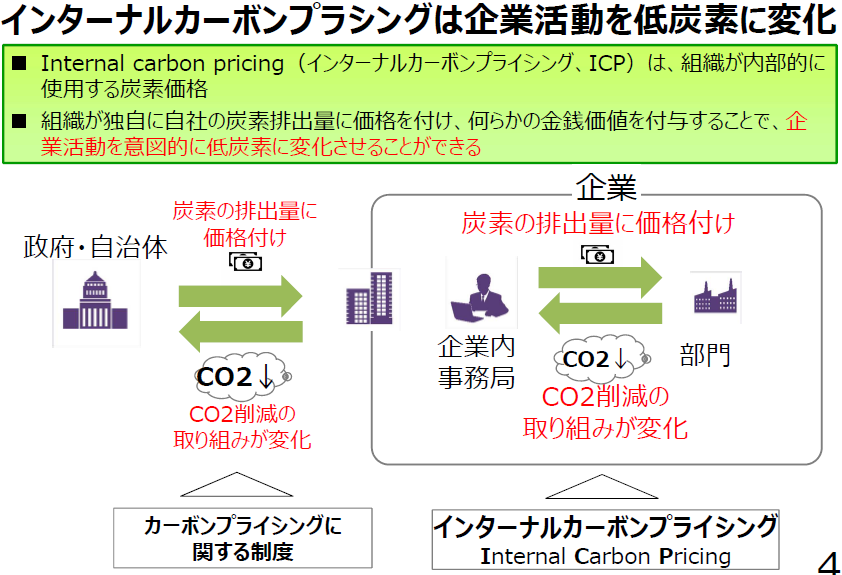 インターナルカーボンプラシングは企業活動を低炭素に変化
■ Internal carbon pricing（インターナルカーボンプライシング、ICP）は、組織が内部的に
使用する炭素価格
■ 組織が独自に自社の炭素排出量に価格を付け、何らかの金銭価値を付与することで、企
業活動を意図的に低炭素に変化させることができる
企業
炭素の排出量に
価格付け
炭素の排出量に価格付け
政府・自治体
¥
¥
企業内
事務局
部門
CO2↓
CO2↓
CO2削減の
取り組みが変化
CO2削減の
取り組みが変化
カーボンプライシングに
関する制度
インターナルカーボンプライシング
Internal Carbon Pricing
4